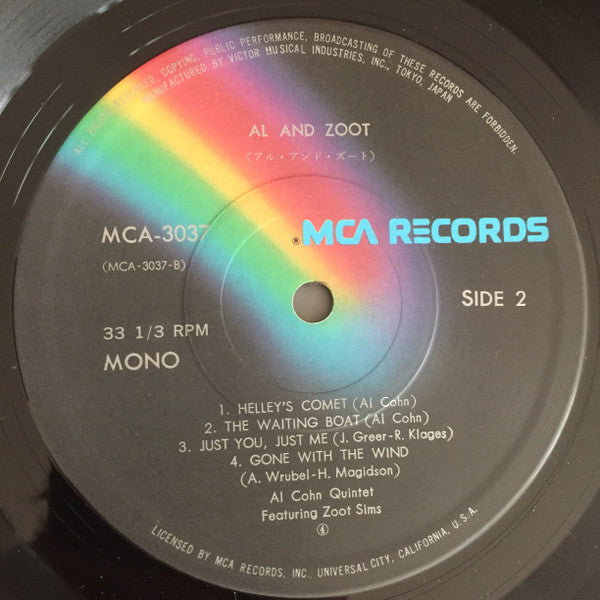 ALL RIGHTS RESERVED, COPYING, PUBLIC PERFORMANCE, BROADCASTING OF THESE RECORDS ARE FORBIDDEN.
MANUFACTURED BY VICTOR MUSICAL INDUSTRIES, INC., TOKYO, JAPAN
AL AND ZOOT
(アル・アンド・ズート)
MCA-3037
® MCA RECORDS
(MCA-3037-B)
SIDE 2
33 1/3 RPM
MONO
1. HELLEY'S COMET (Al Cohn)
2. THE WAITING BOAT (Al Cohn)
3. JUST YOU, JUST ME (J. Greer-R. Klages)
4. GONE WITH THE WIND
(A. Wrubel-H. Magidson)
Al Cohn Quintet
Featuring Zoot Sims
④
LICENSED BY MCA RECORDS, INC. UNIVERSAL CITY, CALIFORNIA, U.S.A.